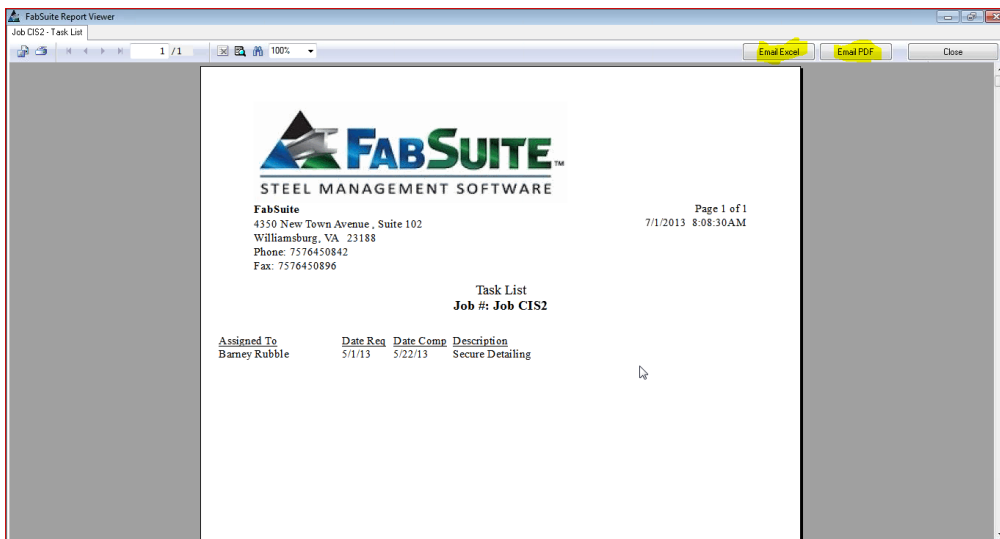 FabSuite Report Viewer
Job CIS2 - Task List
1 /1 100% Email Excel Email PDF Close
FABSUITE™
STEEL MANAGEMENT SOFTWARE
FabSuite Page 1 of 1
4350 New Town Avenue , Suite 102 7/1/2013 8:08:30AM
Williamsburg, VA 23188
Phone: 7576450842
Fax: 7576450896
Task List
Job #: Job CIS2
Assigned To Date Req Date Comp Description
Barney Rubble 5/1/13 5/22/13 Secure Detailing